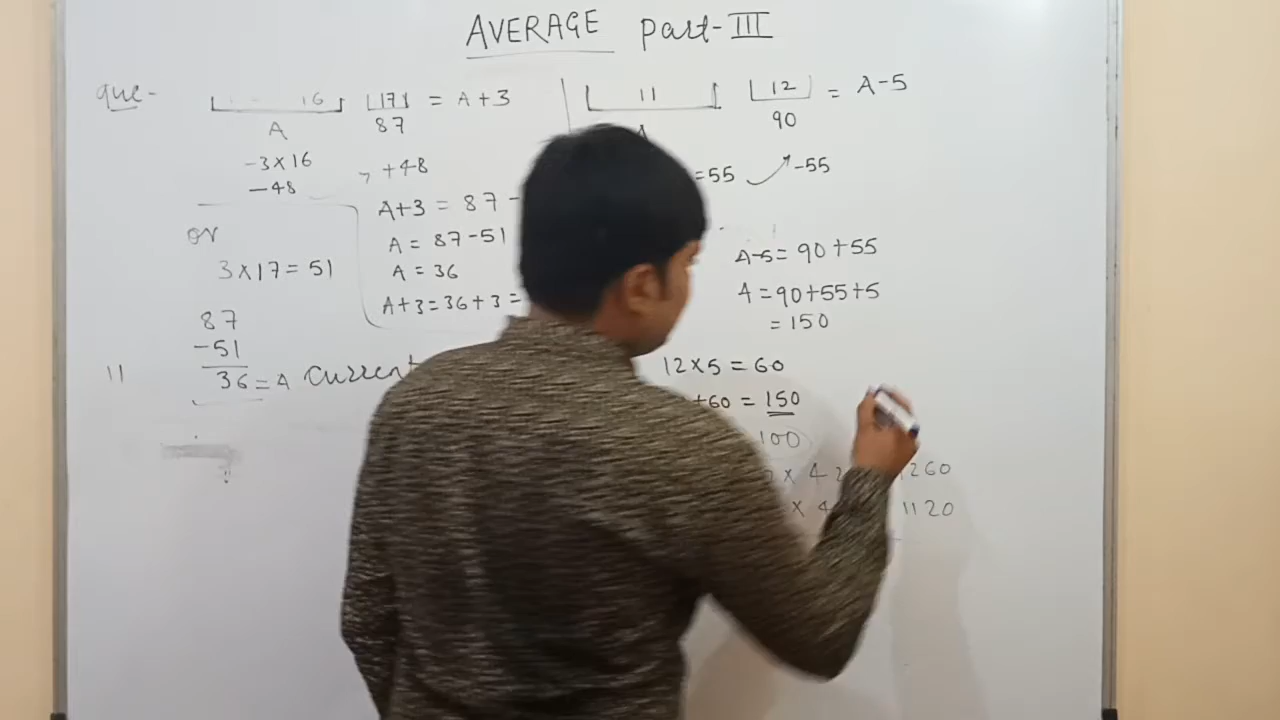 AVERAGE part-III
que- 16 17 = A+3
A 87
-3×16 +48
-48
A+3 = 87 -
or A = 87-51
3×17=51 A = 36
A+3=36+3=
87
-51
11 36 = A Current
11 12 = A-5
90
=55 -55
A-5= 90+55
A =90+55+5
=150
12×5 = 60
+60 = 150
100
× 4 1260
× 4 1120